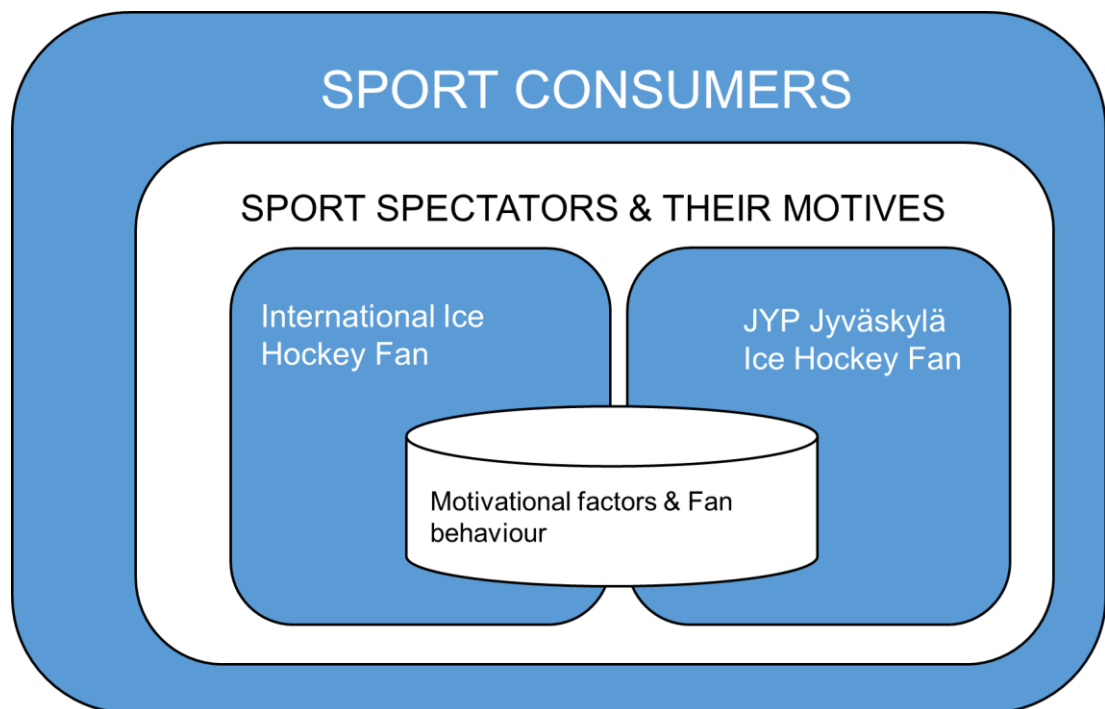 SPORT CONSUMERS
SPORT SPECTATORS & THEIR MOTIVES
International Ice
Hockey Fan
JYP Jyväskylä
Ice Hockey Fan
Motivational factors & Fan
behaviour